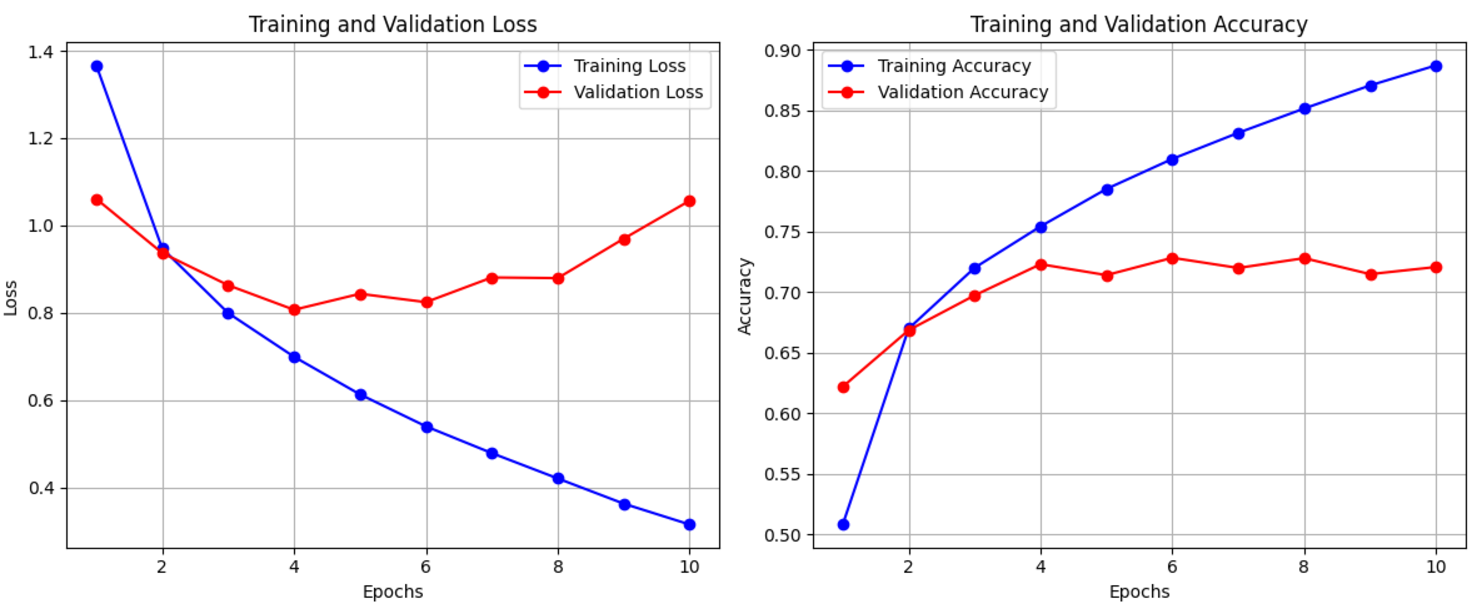 Training and Validation Loss
1.4
1.2
1.0
0.8
0.6
0.4
Loss
Training Loss
Validation Loss
2
4
6
8
10
Epochs
Training and Validation Accuracy
0.90
0.85
0.80
0.75
0.70
0.65
0.60
0.55
0.50
Accuracy
Training Accuracy
Validation Accuracy
2
4
6
8
10
Epochs